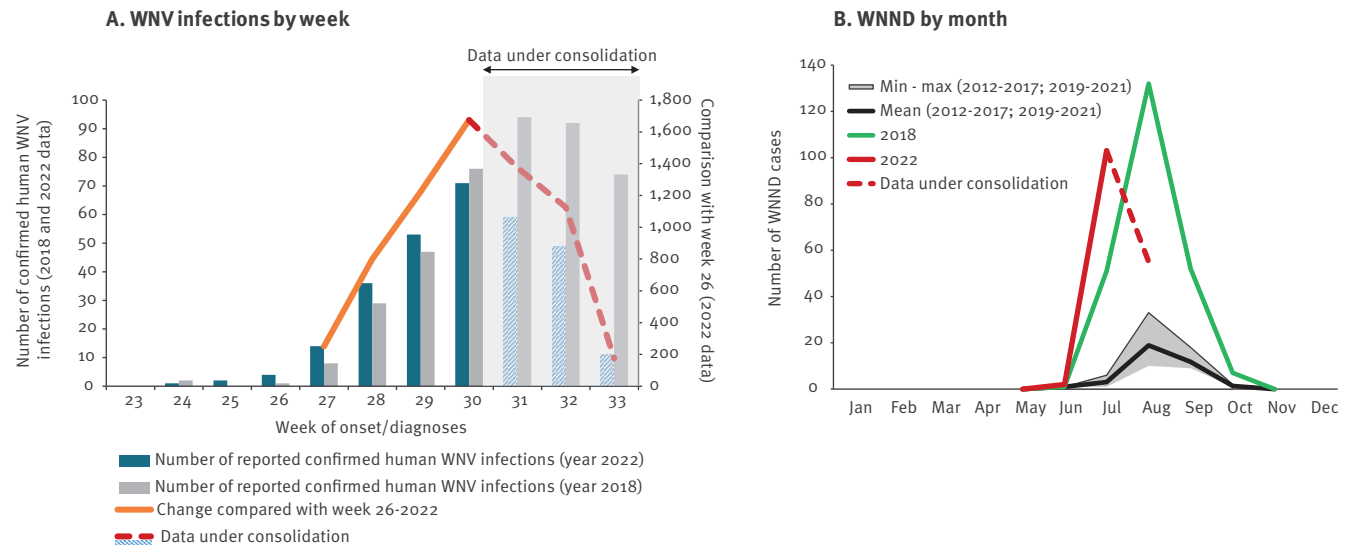 A. WNV infections by week
Data under consolidation
Number of confirmed human WNV
infections (2018 and 2022 data)
100
90
80
70
60
50
40
30
20
10
0
1,800
1,600
1,400
1,200
1,000
800
600
400
200
0
Comparison with week 26 (2022 data)
23 24 25 26 27 28 29 30 31 32 33
Week of onset/diagnoses
Number of reported confirmed human WNV infections (year 2022)
Number of reported confirmed human WNV infections (year 2018)
Change compared with week 26-2022
Data under consolidation
B. WNND by month
Number of WNND cases
140
120
100
80
60
40
20
0
Min - max (2012-2017; 2019-2021)
Mean (2012-2017; 2019-2021)
2018
2022
Data under consolidation
Jan Feb Mar Apr May Jun Jul Aug Sep Oct Nov Dec